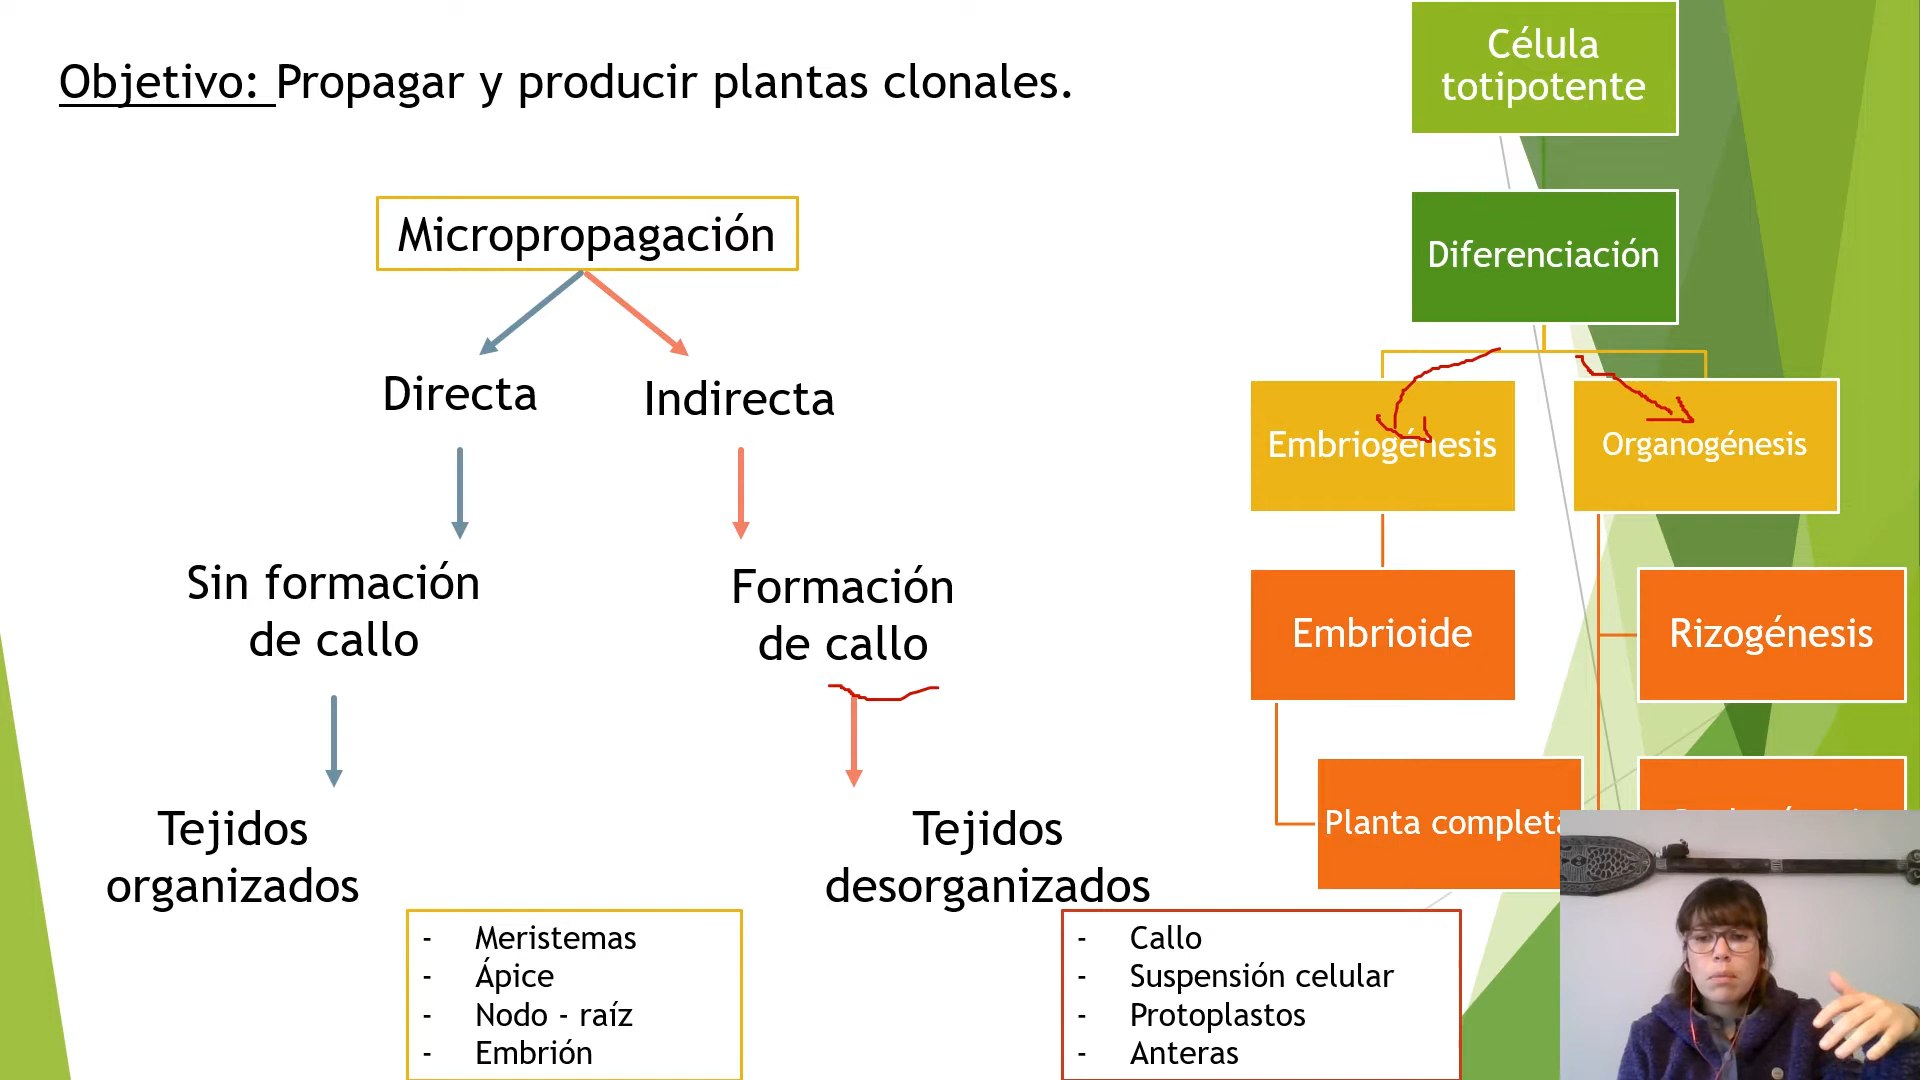 Objetivo: Propagar y producir plantas clonales.
Micropropagación
Directa
Indirecta
Sin formación
de callo
Formación
de callo
Tejidos
organizados
Tejidos
desorganizados
- Meristemas
- Ápice
- Nodo - raíz
- Embrión
- Callo
- Suspensión celular
- Protoplastos
- Anteras
Célula
totipotente
Diferenciación
Embriogénesis
Organogénesis
Embrioide
Rizogénesis
Planta completa